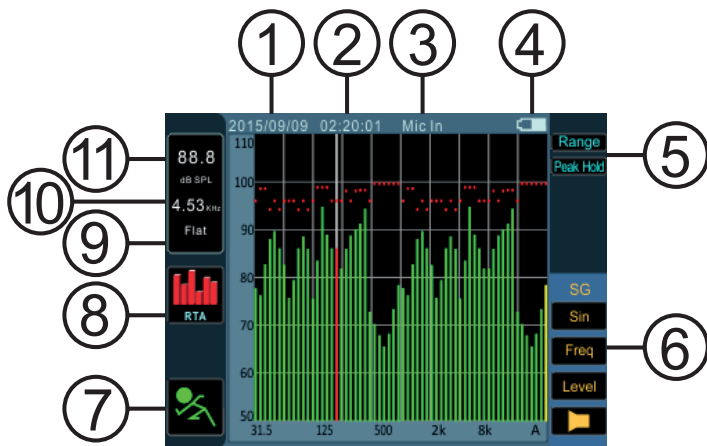 1 2 3 4
2015/09/09 02:20:01 Mic In
11
88.8
dB SPL
10
4.53 KHz
9
Flat
8
RTA
7
110
100
90
80
70
60
50
31.5 125 500 2k 8k A
Range
Peak Hold
5
SG
Sin
Freq
6
Level